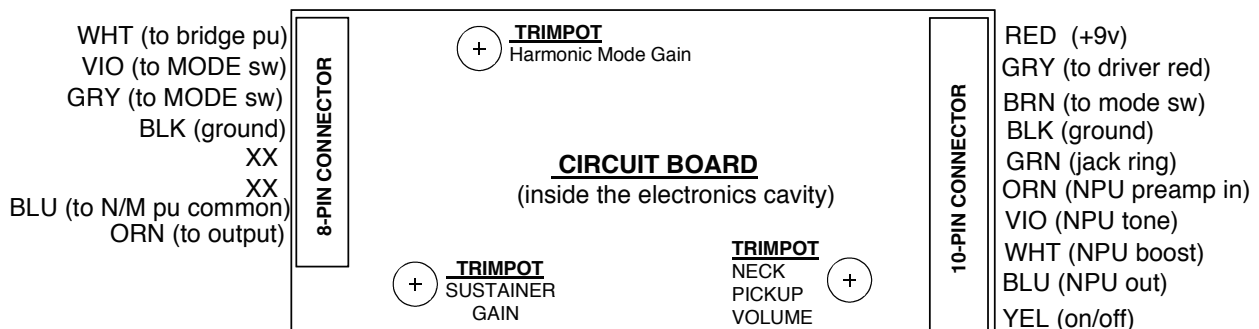 WHT (to bridge pu)
VIO (to MODE sw)
GRY (to MODE sw)
BLK (ground)
XX
XX
BLU (to N/M pu common)
ORN (to output)
8-PIN CONNECTOR
TRIMPOT
Harmonic Mode Gain
CIRCUIT BOARD
(inside the electronics cavity)
TRIMPOT
SUSTAINER
GAIN
TRIMPOT
NECK
PICKUP
VOLUME
10-PIN CONNECTOR
RED (+9v)
GRY (to driver red)
BRN (to mode sw)
BLK (ground)
GRN (jack ring)
ORN (NPU preamp in)
VIO (NPU tone)
WHT (NPU boost)
BLU (NPU out)
YEL (on/off)